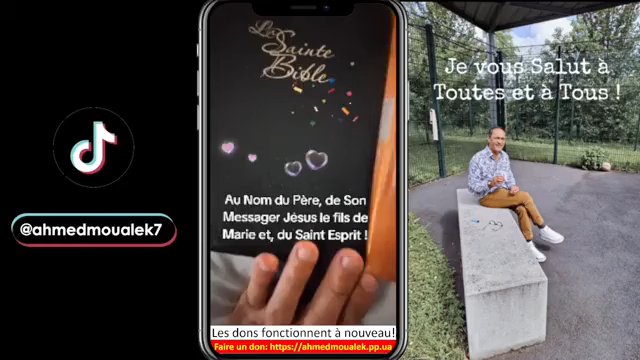 @ahmedmoualek7
La
Sainte
Bible
Au Nom du Père, de Son
Messager Jésus le fils de
Marie et, du Saint Esprit !
Les dons fonctionnent à nouveau!
Faire un don: https://ahmedmoualek.pp.ua
Je vous Salut à
Toutes et à Tous !